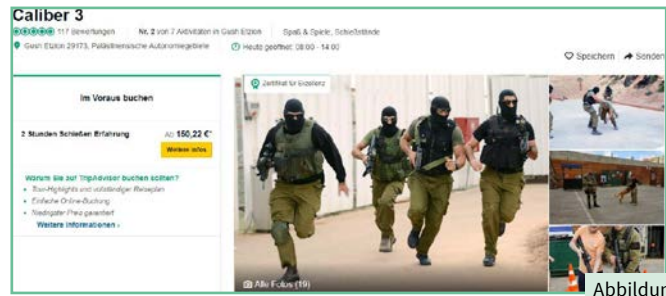 Caliber 3
117 Bewertungen Nr. 2 von 7 Aktivitäten in Gush Etzion Spaß & Spiele, Schießstände
Gush Etzion 29173, Palästinensische Autonomiegebiete Heute geöffnet: 08:00 - 14:00
Speichern Senden
Im Voraus buchen
2 Stunden Schießen Erfahrung AB 150,22 €*
Weitere Infos
Warum Sie auf TripAdvisor buchen sollten?
• Tour-Highlights und vollständiger Reiseplan
• Einfache Online-Buchung
• Niedrigster Preis garantiert
Weitere Informationen ›
Zertifikat für Exzellenz
Alle Fotos (19)
Abbildun